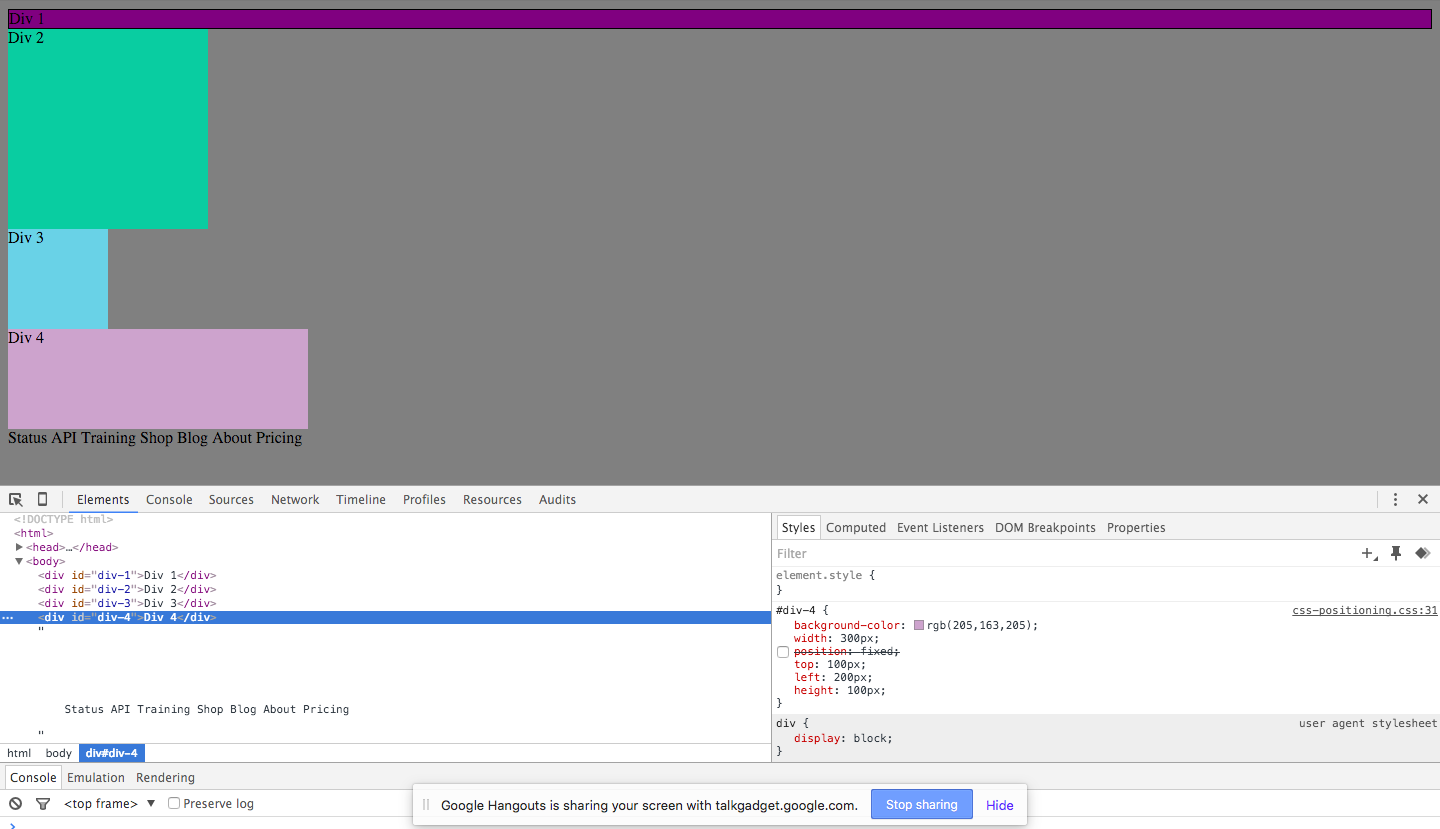 Div 1
Div 2
Div 3
Div 4
Status API Training Shop Blog About Pricing
Elements Console Sources Network Timeline Profiles Resources Audits
<!DOCTYPE html>
<html>
<head>…</head>
<body>
<div id="div-1">Div 1</div>
<div id="div-2">Div 2</div>
<div id="div-3">Div 3</div>
<div id="div-4">Div 4</div>
"
Status API Training Shop Blog About Pricing
"
html body div#div-4
Styles Computed Event Listeners DOM Breakpoints Properties
Filter
element.style {
}
#div-4 { css-positioning.css:31
background-color: rgb(205,163,205);
width: 300px;
position: fixed;
top: 100px;
left: 200px;
height: 100px;
}
div { user agent stylesheet
display: block;
}
Console Emulation Rendering
<top frame> ▼ Preserve log
Google Hangouts is sharing your screen with talkgadget.google.com. Stop sharing Hide